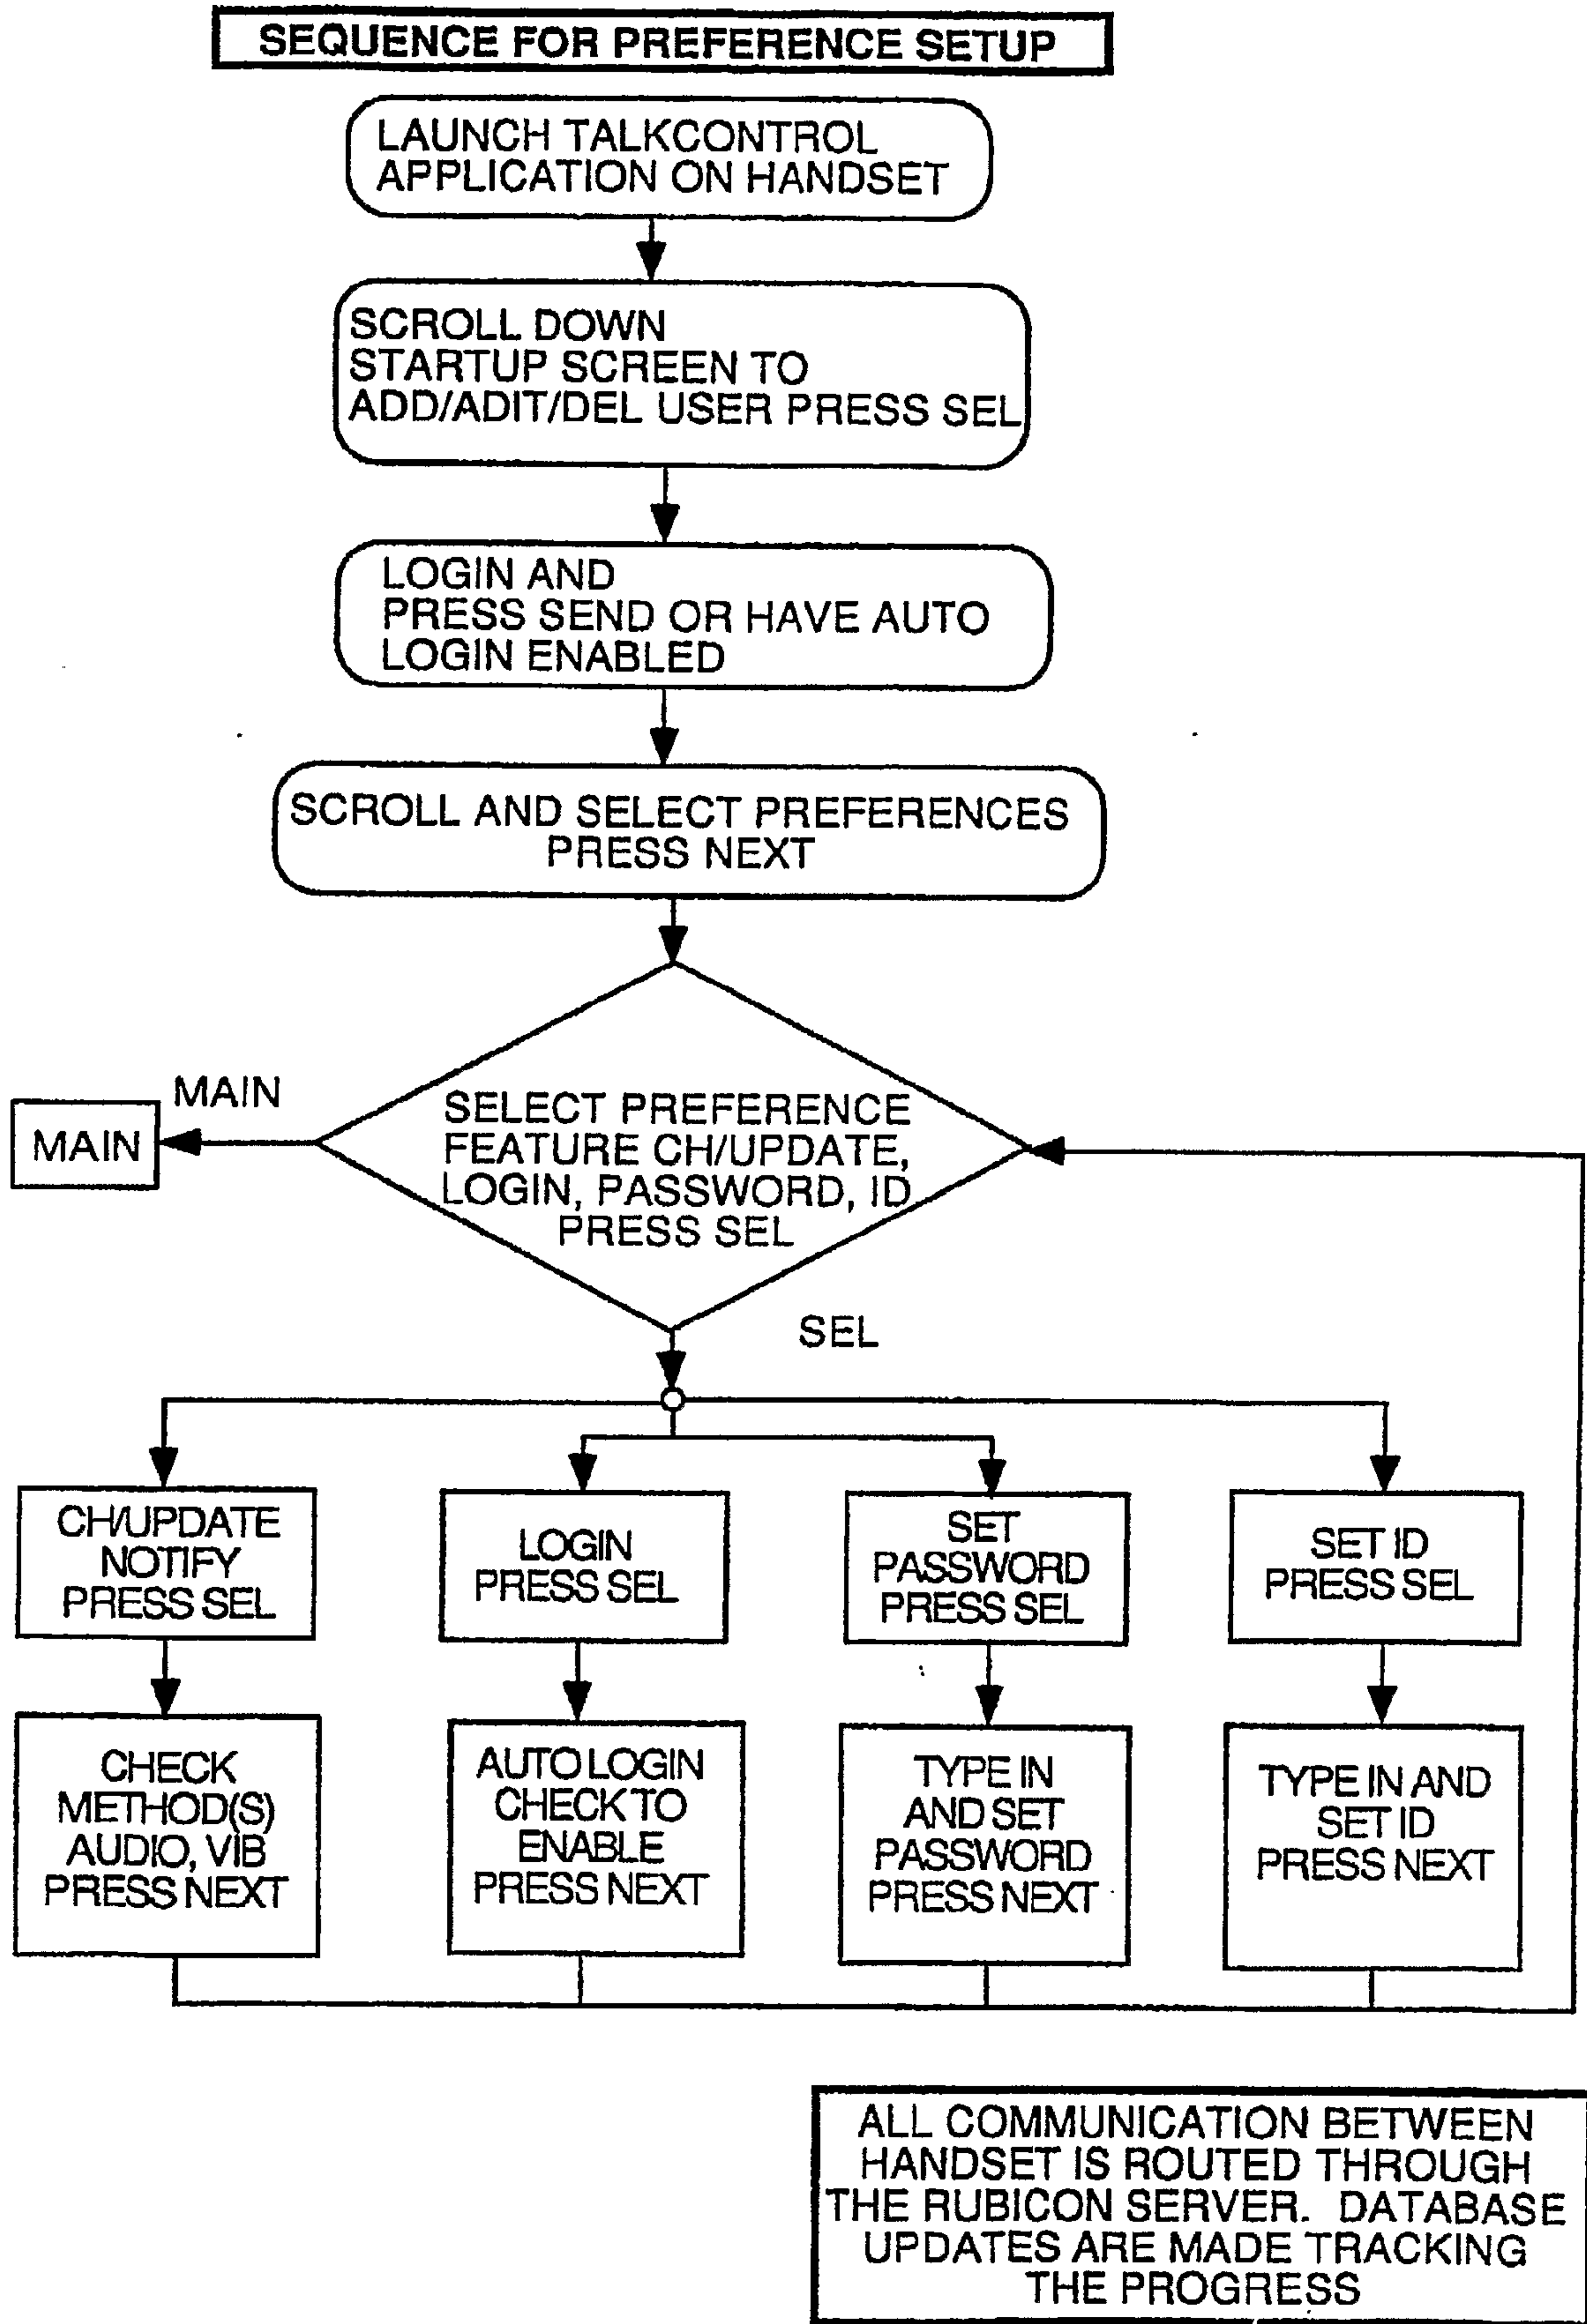 SEQUENCE FOR PREFERENCE SETUP
LAUNCH TALKCONTROL
APPLICATION ON HANDSET
SCROLL DOWN
STARTUP SCREEN TO
ADD/ADIT/DEL USER PRESS SEL
LOGIN AND
PRESS SEND OR HAVE AUTO
LOGIN ENABLED
SCROLL AND SELECT PREFERENCES
PRESS NEXT
MAIN
MAIN
SELECT PREFERENCE
FEATURE CH/UPDATE,
LOGIN, PASSWORD, ID
PRESS SEL
SEL
CH/UPDATE
NOTIFY
PRESS SEL
LOGIN
PRESS SEL
SET
PASSWORD
PRESS SEL
SET ID
PRESS SEL
CHECK
METHOD(S)
AUDIO, VIB
PRESS NEXT
AUTO LOGIN
CHECK TO
ENABLE
PRESS NEXT
TYPE IN
AND SET
PASSWORD
PRESS NEXT
TYPE IN AND
SET ID
PRESS NEXT
ALL COMMUNICATION BETWEEN
HANDSET IS ROUTED THROUGH
THE RUBICON SERVER. DATABASE
UPDATES ARE MADE TRACKING
THE PROGRESS